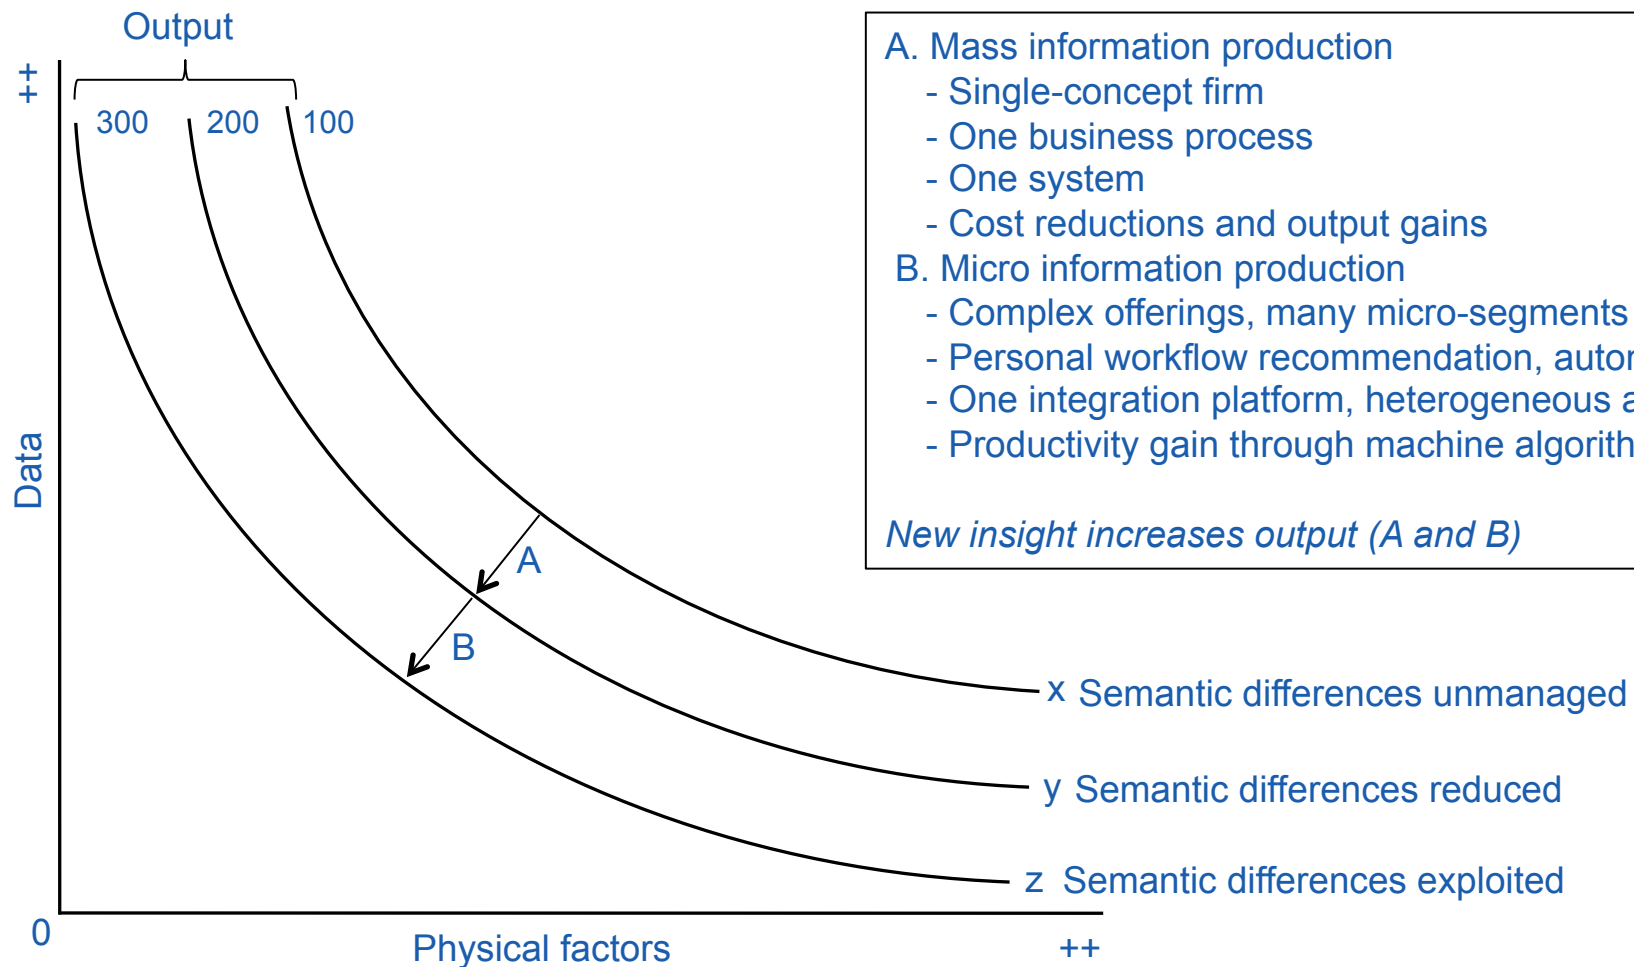 Output
++
300 200 100
A. Mass information production
- Single-concept firm
- One business process
- One system
- Cost reductions and output gains
B. Micro information production
- Complex offerings, many micro-segments
- Personal workflow recommendation,
- One integration platform, heterogeneous
- Productivity gain through machine
New insight increases output (A and B)
Data
A
B
x Semantic differences unmanaged
y Semantic differences reduced
z Semantic differences exploited
0
Physical factors
++